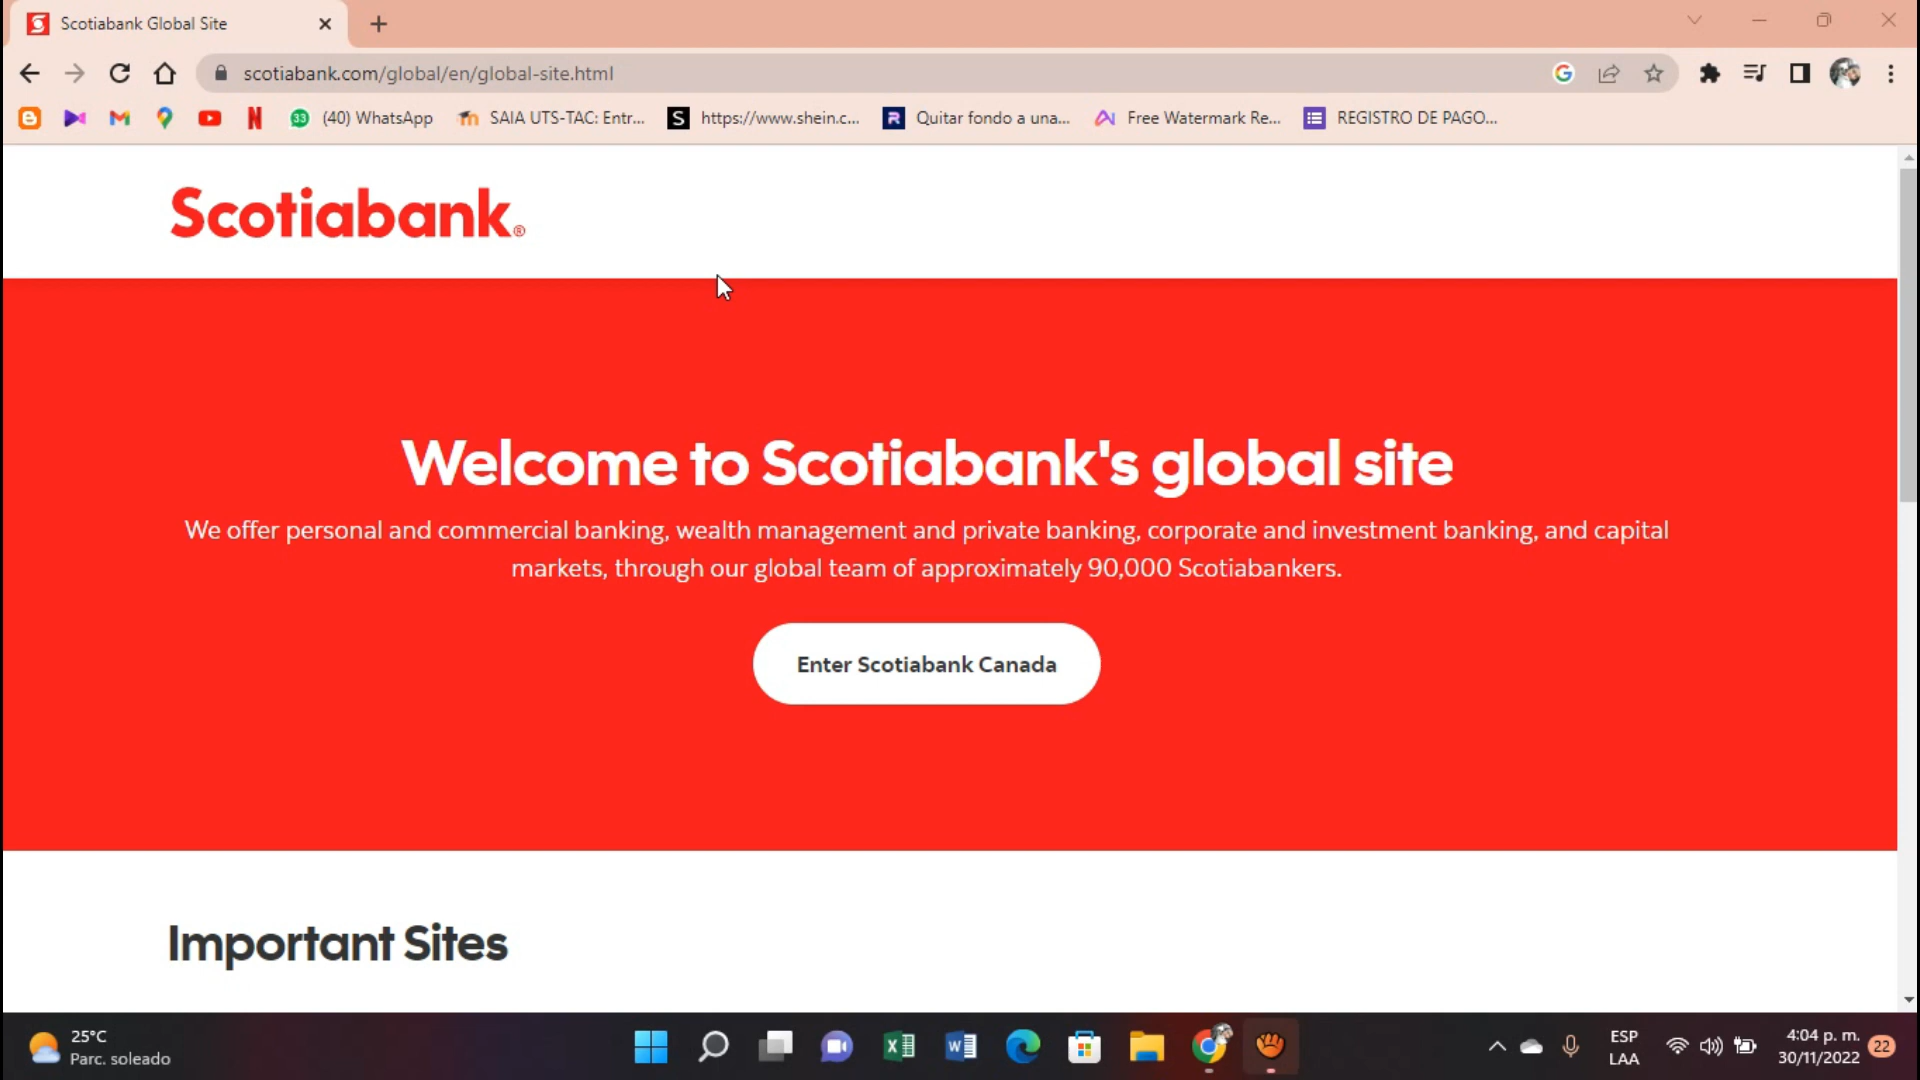 Scotiabank Global Site
scotiabank.com/global/en/global-site.html
33 (40) WhatsApp SAIA UTS-TAC: Entr... S https://www.shein.c... R Quitar fondo a una... Free Watermark Re... REGISTRO DE PAGO...
Scotiabank®
Welcome to Scotiabank's global site
We offer personal and commercial banking, wealth management and private banking, corporate and investment banking, and capital
markets, through our global team of approximately 90,000 Scotiabankers.
Enter Scotiabank Canada
Important Sites
25°C
Parc. soleado
ESP
LAA
4:04 p. m.
30/11/2022
22